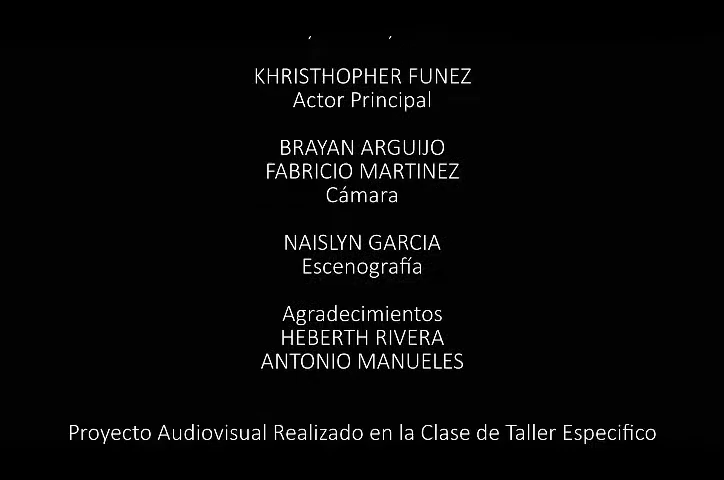 KHRISTHOPHER FUNEZ
Actor Principal
BRAYAN ARGUIJO
FABRICIO MARTINEZ
Cámara
NAISLYN GARCIA
Escenografía
Agradecimientos
HEBERTH RIVERA
ANTONIO MANUELES
Proyecto Audiovisual Realizado en la Clase de Taller Especifico